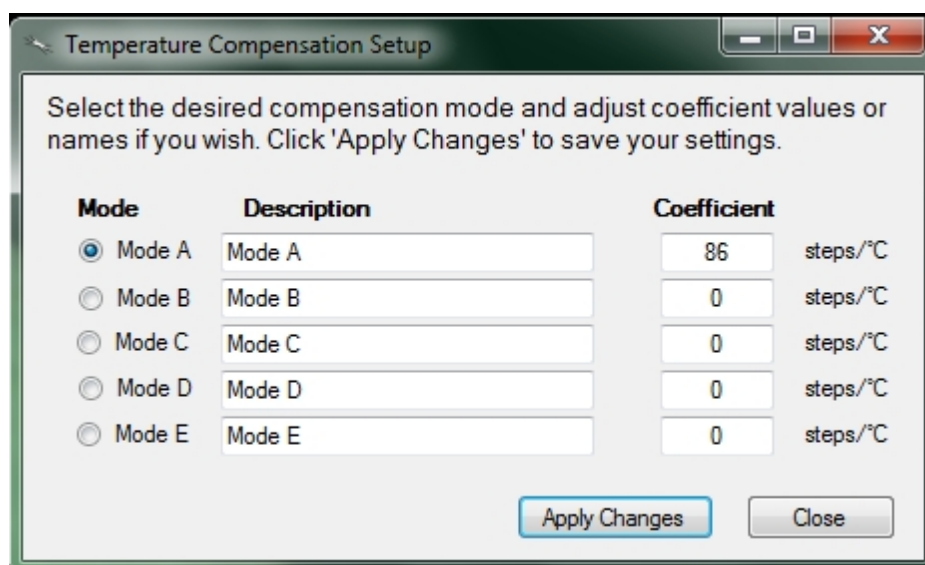 Temperature Compensation Setup
Select the desired compensation mode and adjust coefficient values or
names if you wish. Click 'Apply Changes' to save your settings.
Mode Description Coefficient
Mode A Mode A 86 steps/°C
Mode B Mode B 0 steps/°C
Mode C Mode C 0 steps/°C
Mode D Mode D 0 steps/°C
Mode E Mode E 0 steps/°C
Apply Changes Close